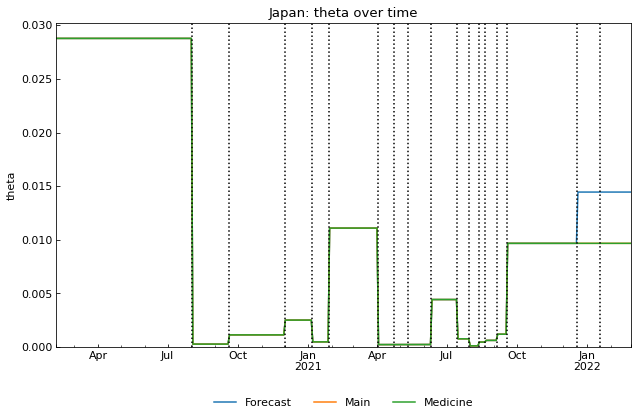 Japan: theta over time
0.030
0.025
0.020
0.015
0.010
0.005
0.000
theta
Apr Jul Oct Jan Apr Jul Oct Jan
2021 2022
Forecast Main Medicine